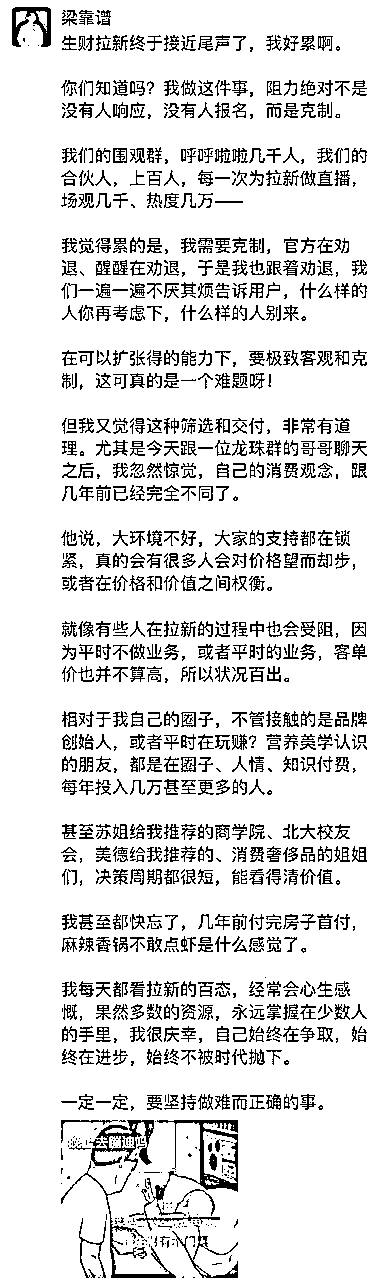 梁靠谱
生财拉新终于接近尾声了，我好累啊。
你们知道吗？我做这件事，阻力绝对不是
没有人响应，没有人报名，而是克制。
我们的围观群，呼呼啦啦几千人，我们的
合伙人，上百人，每一次为拉新做直播，
场观几千、热度几万——
我觉得累的是，我需要克制，官方在劝
退、醒醒在劝退，于是我也跟着劝退，我
们一遍一遍不厌其烦告诉用户，什么样的
人你再考虑下，什么样的人别来。
在可以扩张得的能力下，要极致客观和克
制，这可真的是一个难题呀！
但我又觉得这种筛选和交付，非常有道
理。尤其是今天跟一位龙珠群的哥哥聊天
之后，我忽然惊觉，自己的消费观念，跟
几年前已经完全不同了。
他说，大环境不好，大家的支持都在锁
紧，真的会有很多人会对价格望而却步，
或者在价格和价值之间权衡。
就像有些人在拉新的过程中也会受阻，因
为平时不做业务，或者平时的业务，客单
价也并不算高，所以状况百出。
相对于我自己的圈子，不管接触的是品牌
创始人，或者平时在玩赚？营养美学认识
的朋友，都是在圈子、人情、知识付费，
每年投入几万甚至更多的人。
甚至苏姐给我推荐的商学院、北大校友
会，美德给我推荐的、消费奢侈品的姐姐
们，决策周期都很短，能看得清价值。
我甚至都快忘了，几年前付完房子首付，
麻辣香锅不敢点虾是什么感觉了。
我每天都看拉新的百态，经常会心生感
慨，果然多数的资源，永远掌握在少数人
的手里，我很庆幸，自己始终在争取，始
终在进步，始终不被时代抛下。
一定一定，要坚持做难而正确的事。